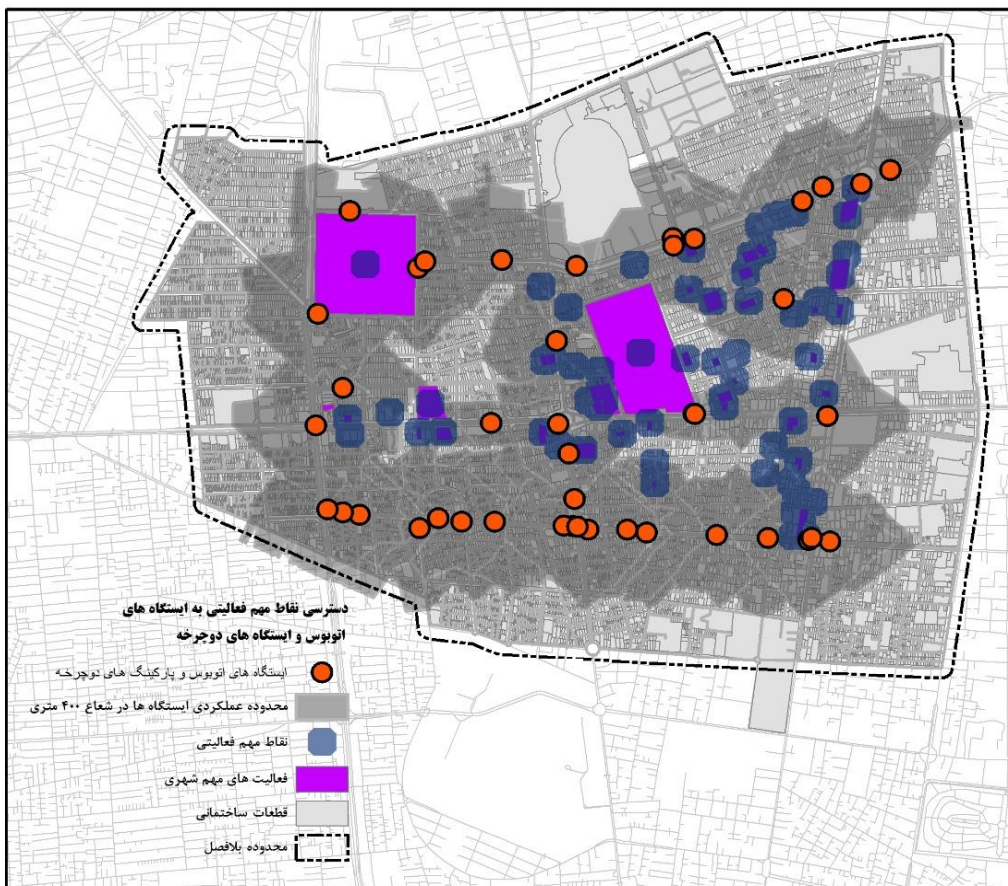 دسترسی نقاط مهم فعالیتی به ایستگاه های
اتوبوس و ایستگاه های دوچرخه
ایستگاه های اتوبوس و پارکینگ های دوچرخه
محدوده عملکردی ایستگاه ها در شعاع ۴۰۰ متری
نقاط مهم فعالیتی
فعالیت های مهم شهری
قطعات ساختمانی
محدوده بلافصل